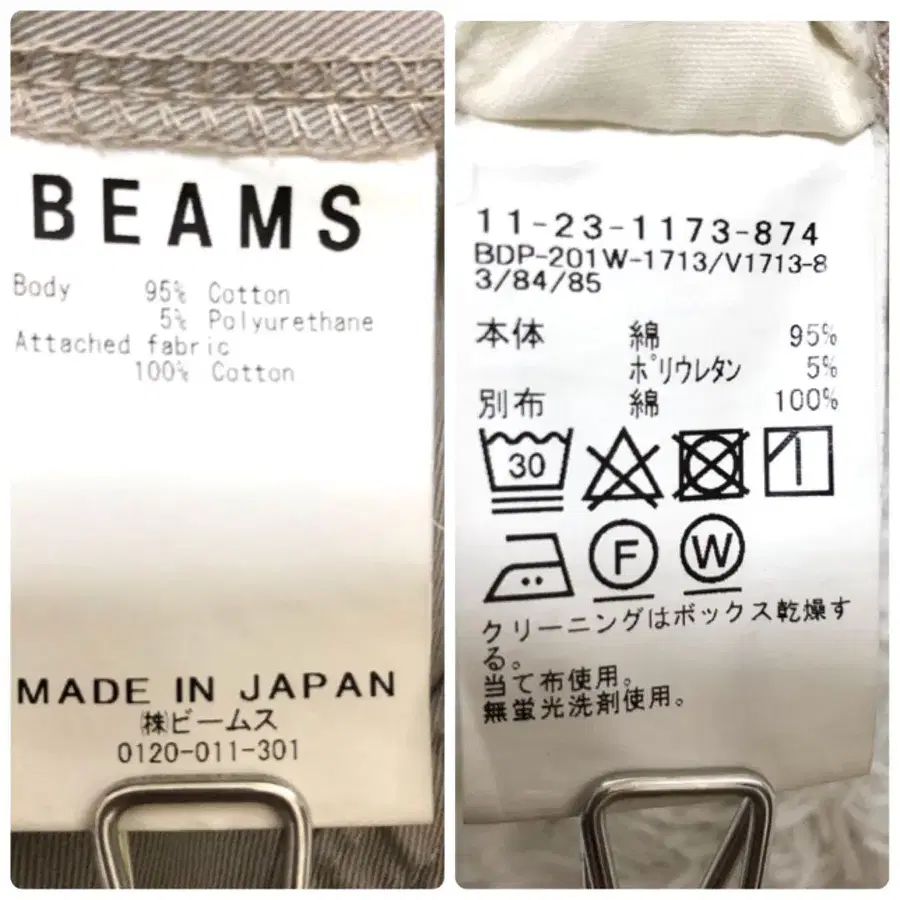 BEAMS
Body 95% Cotton
5% Polyurethane
Attached fabric
100% Cotton
MADE IN JAPAN
㈱ビームス
0120-011-301
11-23-1173-874
BDP-201W-1713/V1713-8
3/84/85
本体 綿 95%
ポリウレタン 5%
別布 綿 100%
30
F W
クリーニングはボックス乾燥す
る。
当て布使用。
無蛍光洗剤使用。